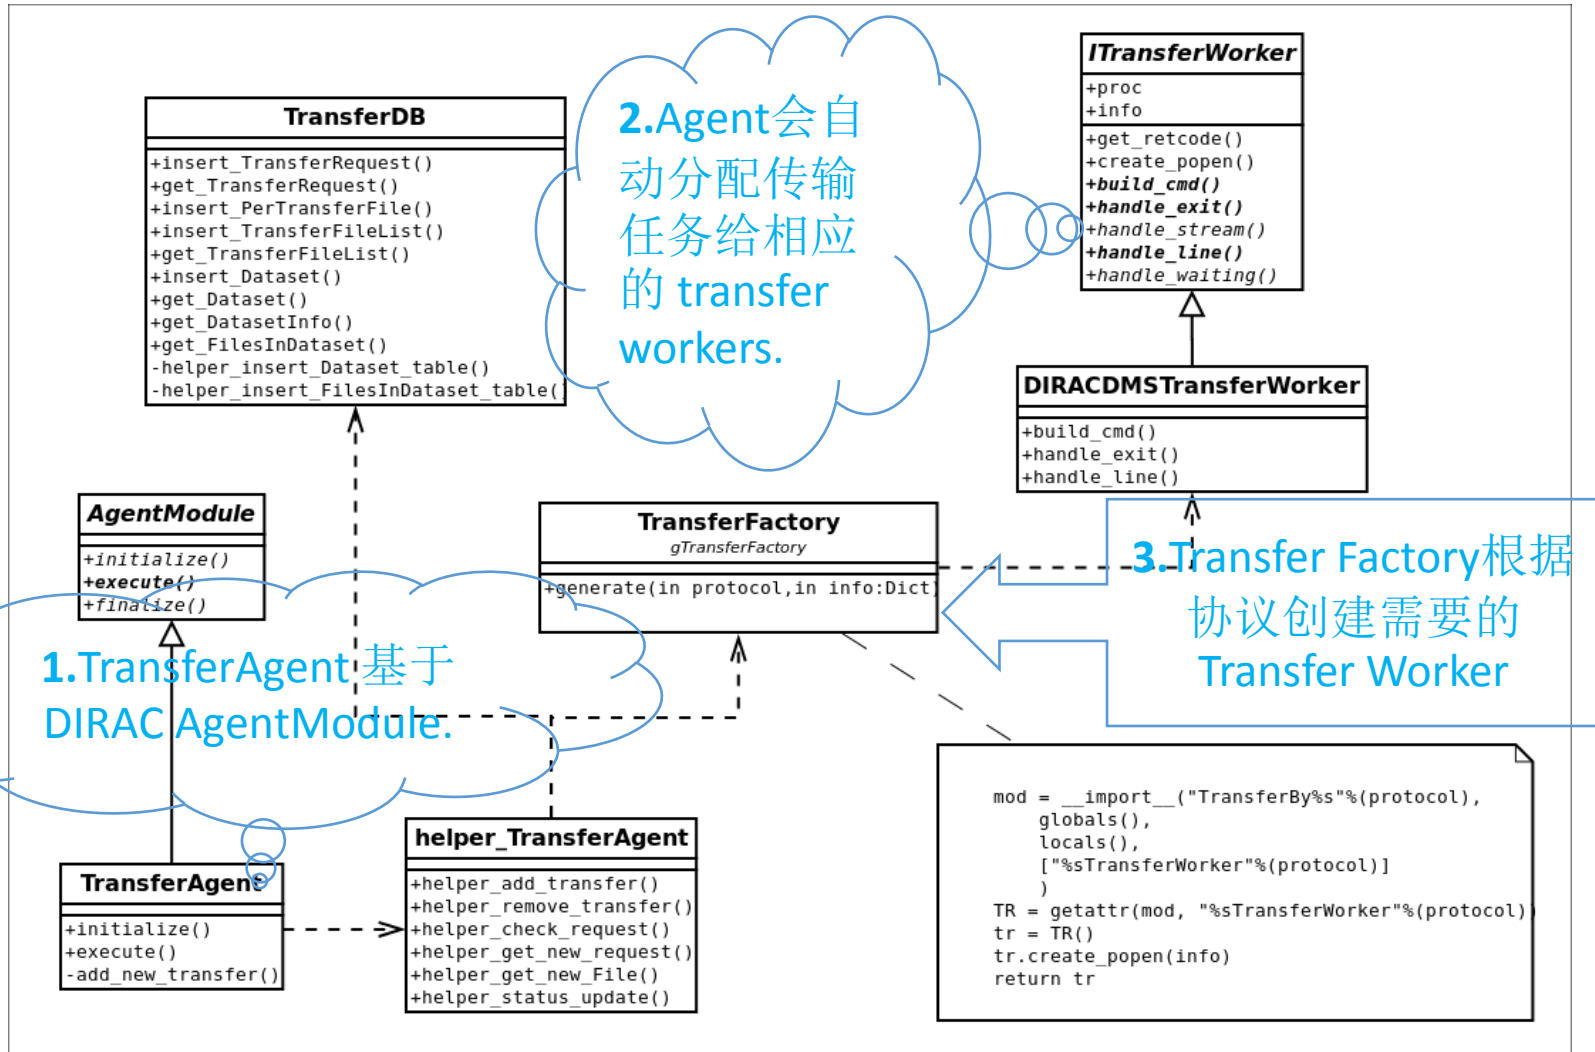 TransferDB
+insert_TransferRequest()
+get_TransferRequest()
+insert_PerTransferFile()
+insert_TransferFileList()
+get_TransferFileList()
+insert_Dataset()
+get_Dataset()
+get_DatasetInfo()
+get_FilesInDataset()
-helper_insert_Dataset_table()
-helper_insert_FilesInDataset_table()
2.Agent会自
动分配传输
任务给相应
的 transfer
workers.
ITransferWorker
+proc
+info
+get_retcode()
+create_popen()
+build_cmd()
+handle_exit()
+handle_stream()
+handle_line()
+handle_waiting()
DIRACDMSTransferWorker
+build_cmd()
+handle_exit()
+handle_line()
AgentModule
+initialize()
+execute()
+finalize()
TransferFactory
gTransferFactory
+generate(in protocol,in info:Dict)
3.Transfer Factory根据
协议创建需要的
Transfer Worker
1.TransferAgent 基于
DIRAC AgentModule.
TransferAgent
+initialize()
+execute()
-add_new_transfer()
helper_TransferAgent
+helper_add_transfer()
+helper_remove_transfer()
+helper_check_request()
+helper_get_new_request()
+helper_get_new_File()
+helper_status_update()
mod = __import__("TransferBy%s"%(protocol),
globals(),
locals(),
["%sTransferWorker"%(protocol)]
)
TR = getattr(mod, "%sTransferWorker"%(protocol))
tr = TR()
tr.create_popen(info)
return tr